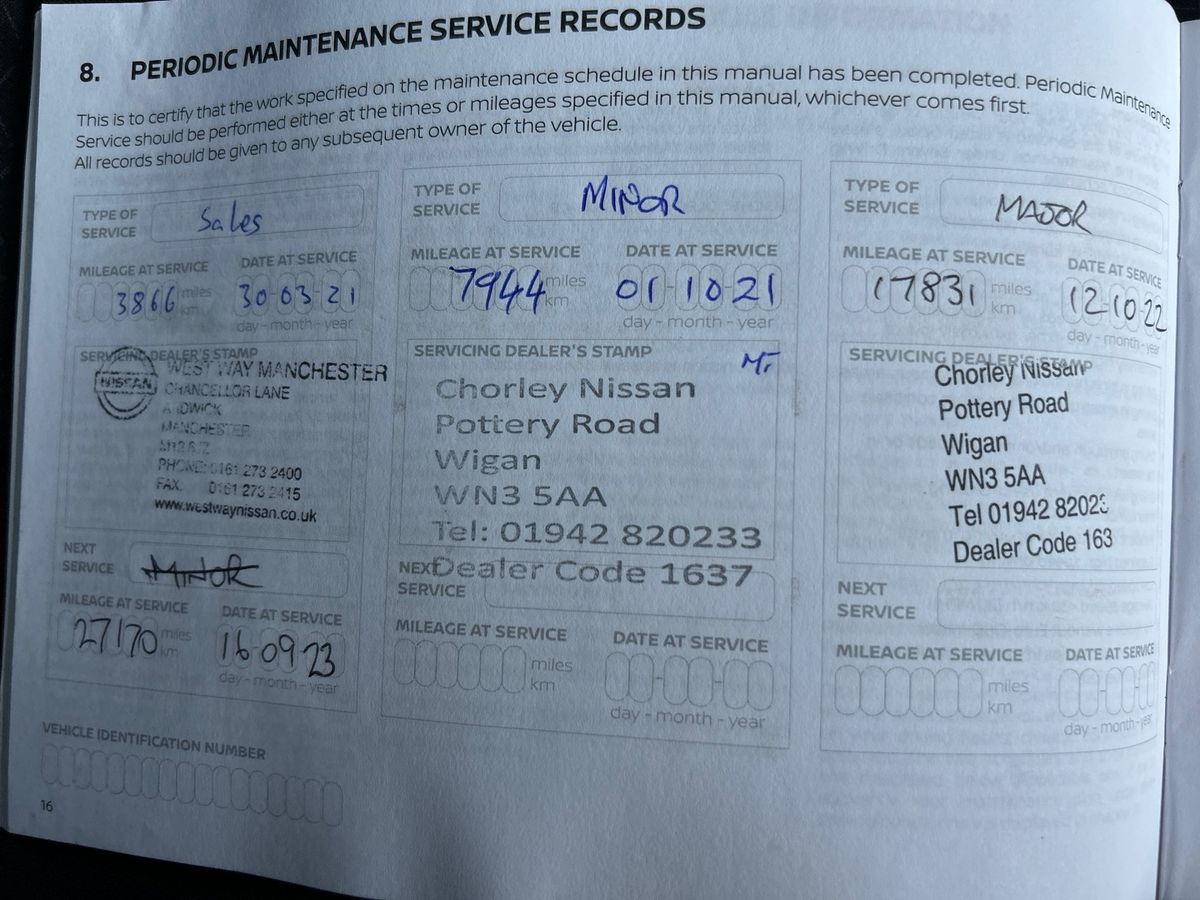 8. PERIODIC MAINTENANCE SERVICE RECORDS
This is to certify that the work specified on the maintenance schedule in this manual has been completed. Periodic Maintenance
Service should be performed either at the times or mileages specified in this manual, whichever comes first.
All records should be given to any subsequent owner of the vehicle.
TYPE OF SERVICE Sales
MILEAGE AT SERVICE DATE AT SERVICE
3866 miles km 30-03-21
day - month - year
SERVICING DEALER'S STAMP
NISSAN
WEST WAY MANCHESTER
CHANCELLOR LANE
MANCHESTER
PHONE: 0161 273 2400
FAX. 0161 273 2415
www.westwaynissan.co.uk
NEXT SERVICE MINOR
MILEAGE AT SERVICE DATE AT SERVICE
27170 miles km 16-09-23
day - month - year
VEHICLE IDENTIFICATION NUMBER
16
TYPE OF SERVICE MINOR
MILEAGE AT SERVICE DATE AT SERVICE
7944 miles km 01-10-21
day - month - year
SERVICING DEALER'S STAMP
Chorley Nissan
Pottery Road
Wigan
WN3 5AA
Tel: 01942 820233
Dealer Code 1637
NEXT SERVICE
MILEAGE AT SERVICE DATE AT SERVICE
miles km
day - month - year
TYPE OF SERVICE MAJOR
MILEAGE AT SERVICE DATE AT SERVICE
17831 miles km 12-10-22
day - month - year
SERVICING DEALER'S STAMP
Chorley Nissan
Pottery Road
Wigan
WN3 5AA
Tel 01942 82023
Dealer Code 163
NEXT SERVICE
MILEAGE AT SERVICE DATE AT SERVICE
miles km
day - month - year